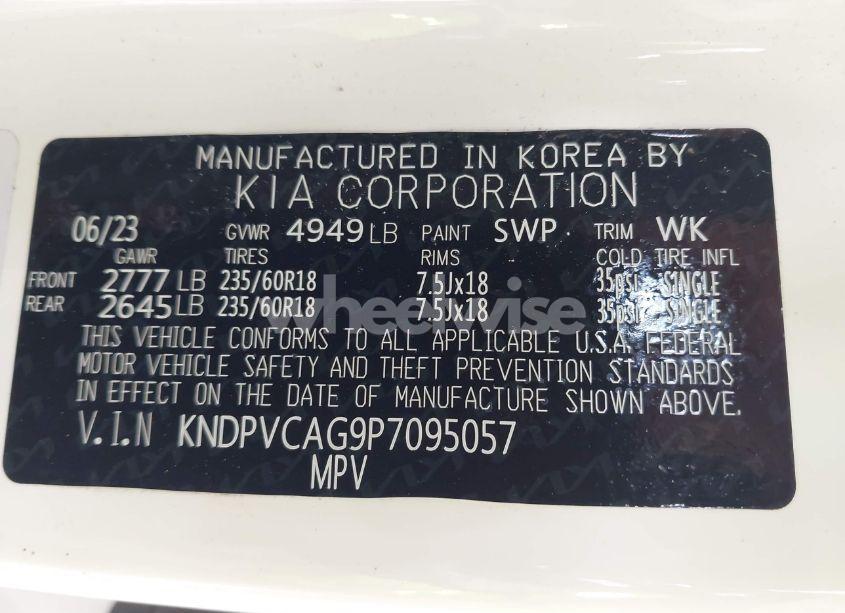 MANUFACTURED IN KOREA BY
KIA CORPORATION
06/23 GVWR 4949 LB PAINT SWP TRIM WK
GAWR TIRES RIMS COLD TIRE INFL
FRONT 2777 LB 235/60R18 7.5Jx18 35psi SINGLE
REAR 2645 LB 235/60R18 7.5Jx18 35psi SINGLE
wheelwise
THIS VEHICLE CONFORMS TO ALL APPLICABLE U.S.A. FEDERAL
MOTOR VEHICLE SAFETY AND THEFT PREVENTION STANDARDS
IN EFFECT ON THE DATE OF MANUFACTURE SHOWN ABOVE.
V.I.N KNDPVCAG9P7095057
MPV